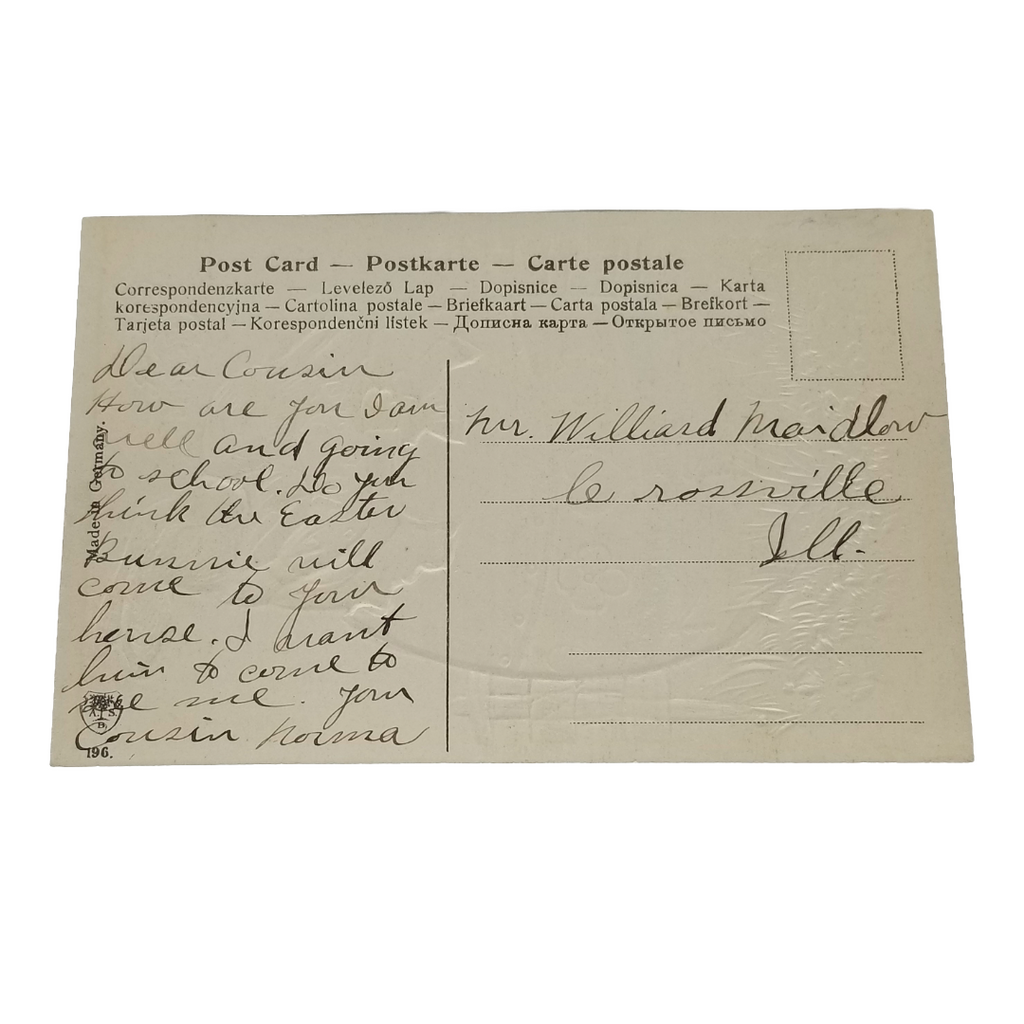 Post Card — Postkarte — Carte postale
Correspondenzkarte — Levelező Lap — Dopisnice — Dopisnica — Karta
korespondencyjna — Cartolina postale — Briefkaart — Carta postala — Brefkort —
Tarjeta postal — Korespondenční lístek — Дописна карта — Открытое письмо
Dear Cousin
How are you I am
well and going
to school. Do you
think the Easter
Bunnie will
come to your
house. I want
him to come to
see me. Your
Cousin Norma
Made in Germany.
A. S.
B.
196.
Mr. Williard Maidlow
Rossville
Ill.